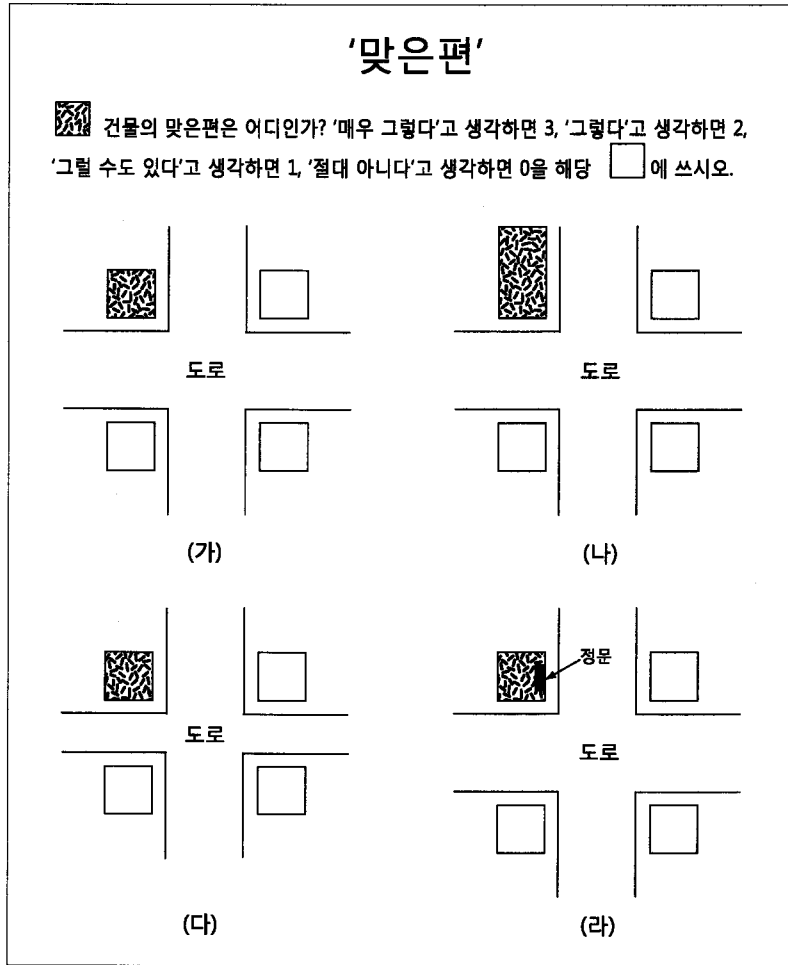 '맞은편'
건물의 맞은편은 어디인가? '매우 그렇다'고 생각하면 3, '그렇다'고 생각하면 2,
'그럴 수도 있다'고 생각하면 1, '절대 아니다'고 생각하면 0을 해당 에 쓰시오.
도로
도로
(가)
(나)
정문
도로
도로
(다)
(라)